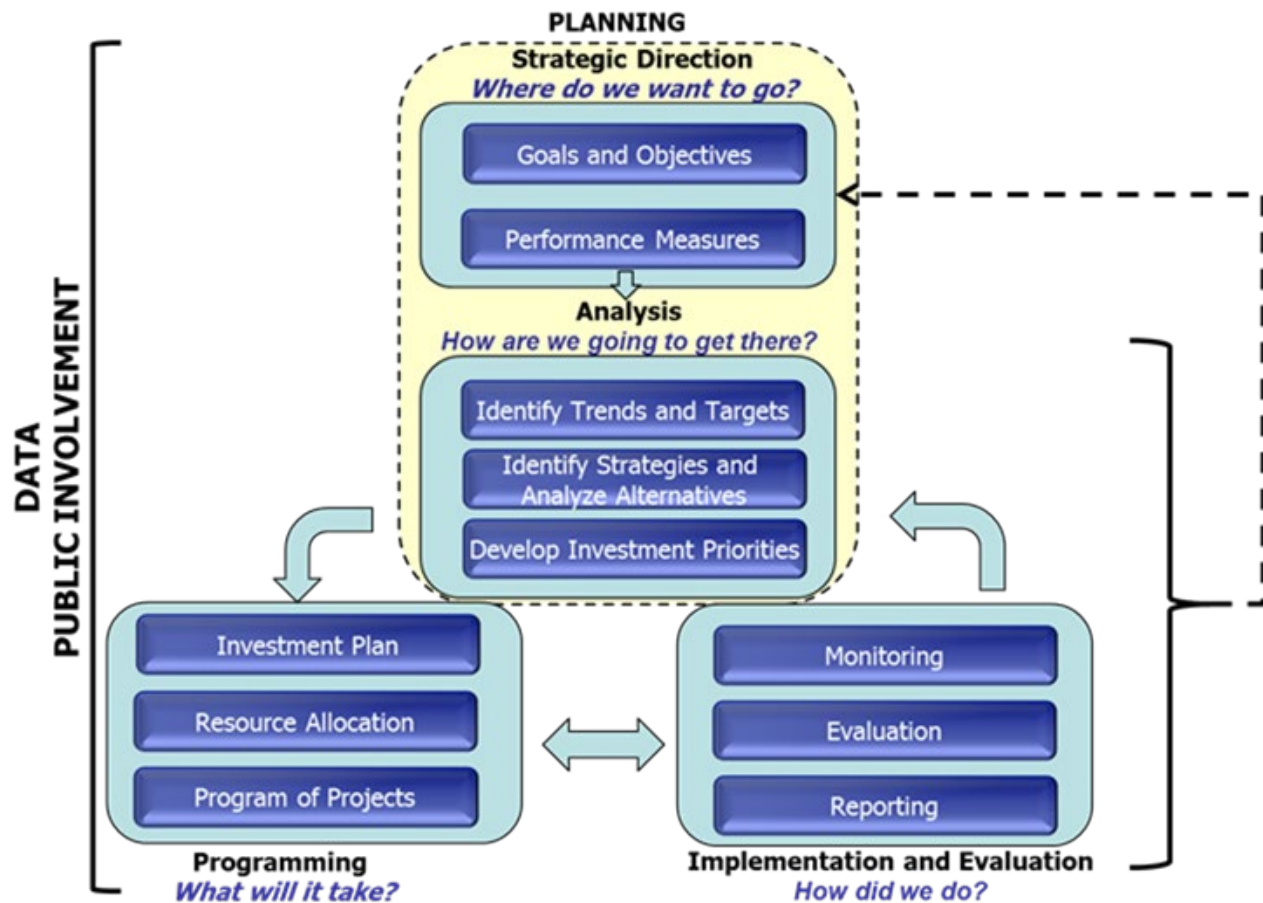 PLANNING
Strategic Direction
Where do we want to go?
Goals and Objectives
Performance Measures
Analysis
How are we going to get there?
Identify Trends and Targets
Identify Strategies and
Analyze Alternatives
Develop Investment Priorities
DATA
PUBLIC INVOLVEMENT
Investment Plan
Resource Allocation
Program of Projects
Programming
What will it take?
Monitoring
Evaluation
Reporting
Implementation and Evaluation
How did we do?